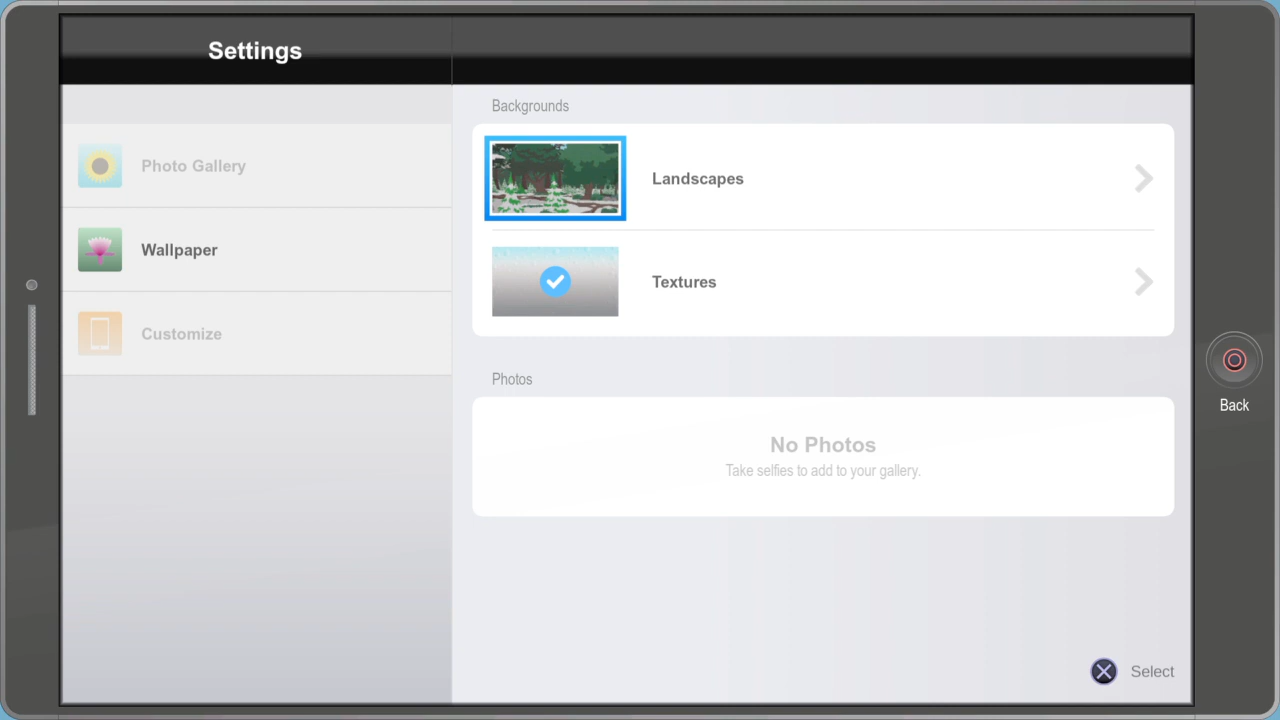 Settings
Photo Gallery
Wallpaper
Customize
Backgrounds
Landscapes
Textures
Photos
No Photos
Take selfies to add to your gallery.
Back
Select